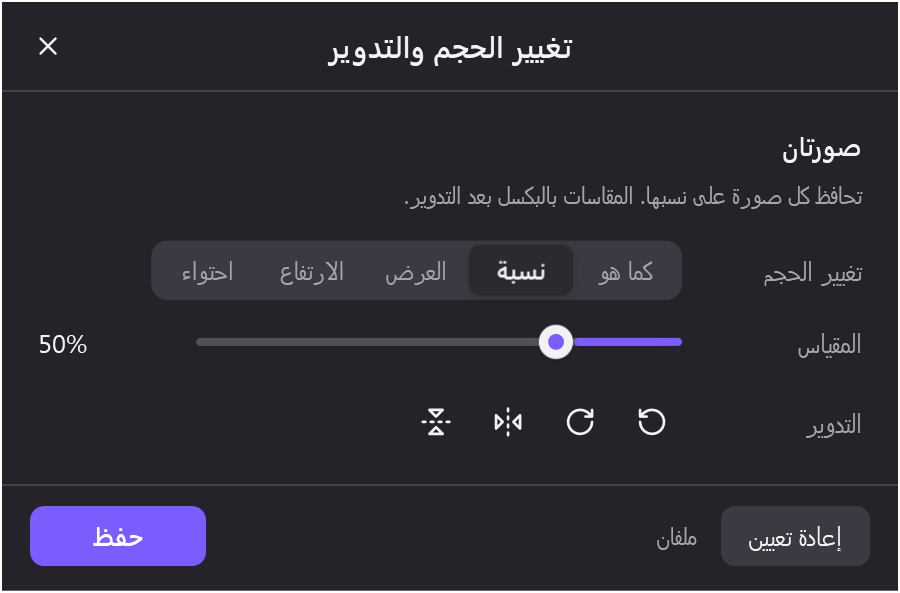 تغيير الحجم والتدوير
صورتان
تحافظ كل صورة على نسبها. المقاسات بالبكسل بعد التدوير.
تغيير الحجم كما هو نسبة العرض الارتفاع احتواء
المقياس 50%
التدوير
إعادة تعيين ملفان حفظ